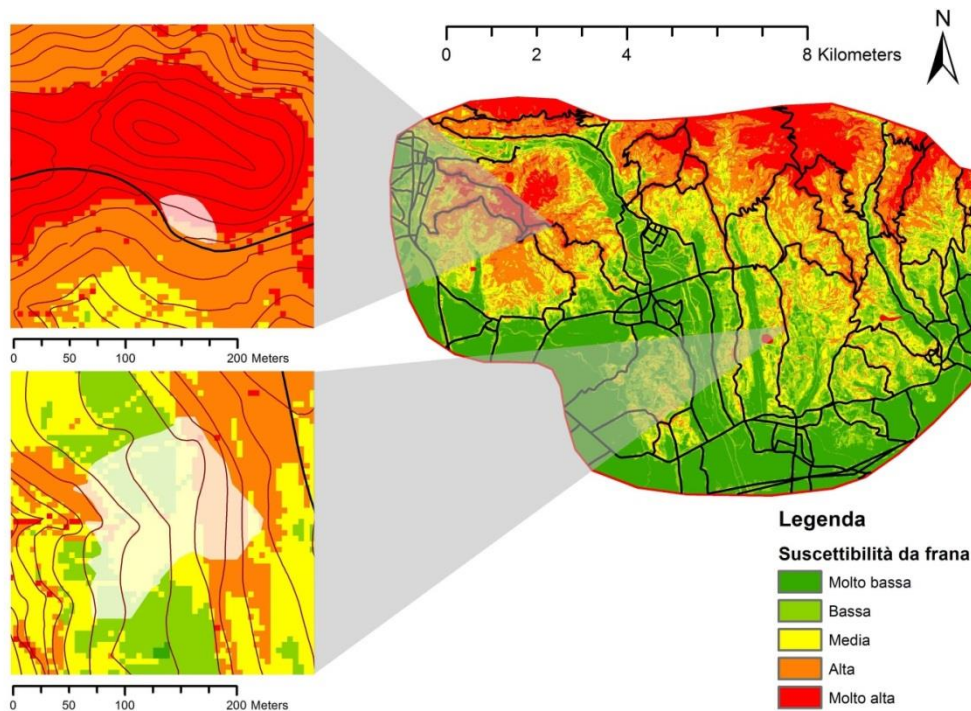 N
0 2 4 8 Kilometers
0 50 100 200 Meters
0 50 100 200 Meters
Legenda
Suscettibilità da frana
Molto bassa
Bassa
Media
Alta
Molto alta